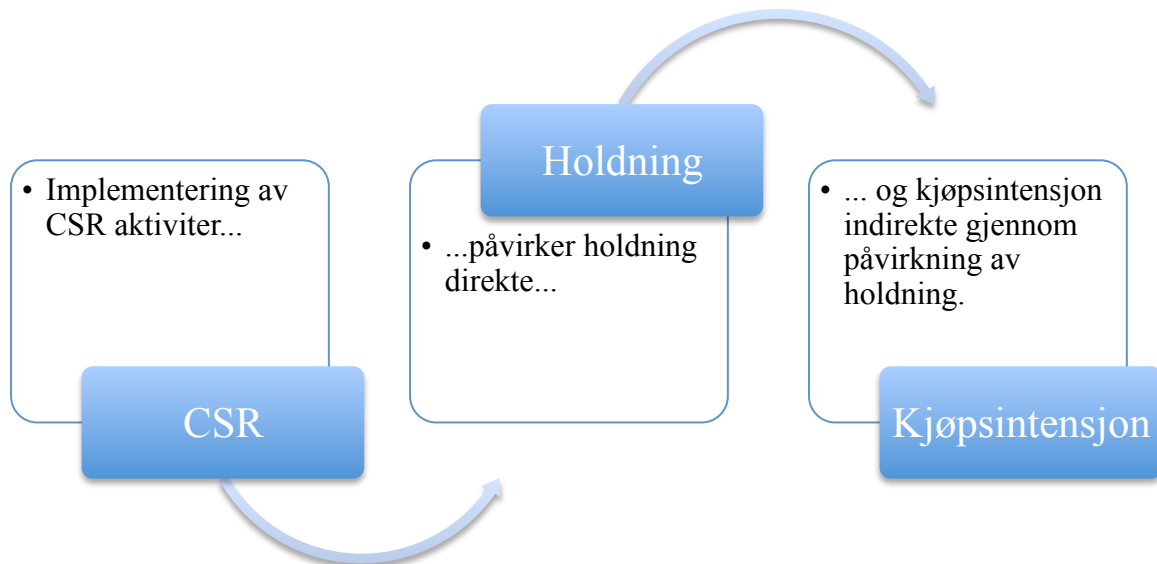 • Implementering av
CSR aktiviter...
CSR
Holdning
• ...påvirker holdning
direkte...
• ... og kjøpsintensjon
indirekte gjennom
påvirkning av
holdning.
Kjøpsintensjon